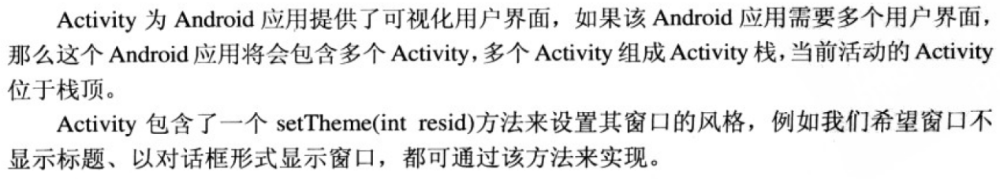 Activity 为 Android 应用提供了可视化用户界面，如果该 Android 应用需要多个用户界面，
那么这个 Android 应用将会包含多个 Activity，多个 Activity 组成 Activity 栈，当前活动的 Activity
位于栈顶。
Activity 包含了一个 setTheme(int resid)方法来设置其窗口的风格，例如我们希望窗口不
显示标题、以对话框形式显示窗口，都可通过该方法来实现。